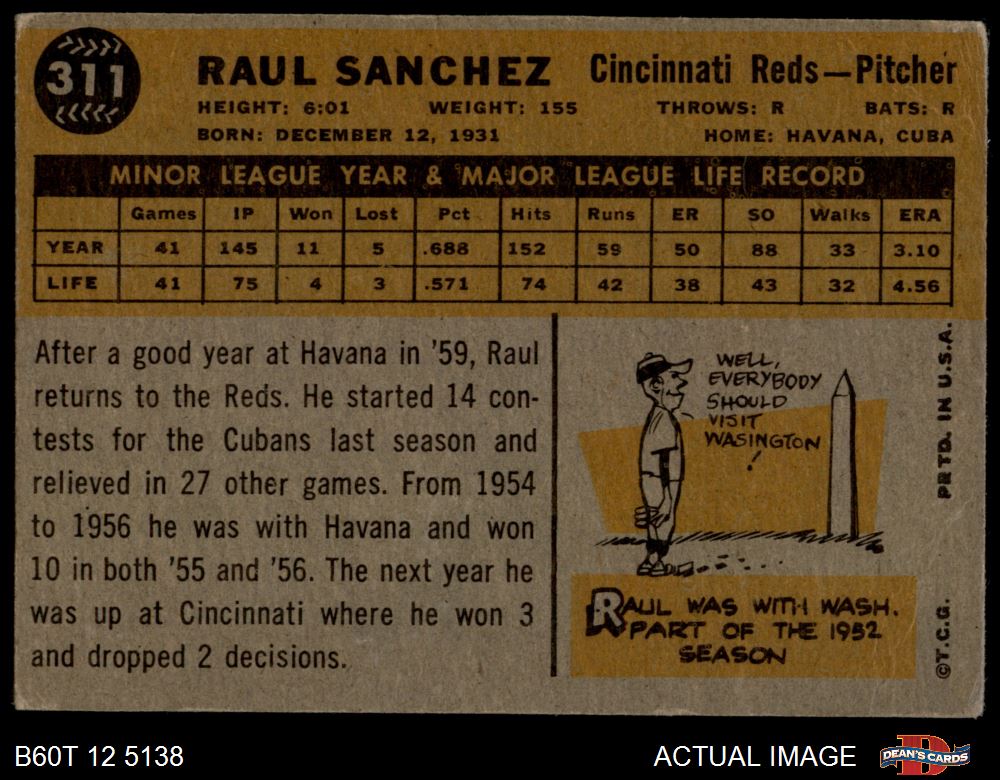 311
RAUL SANCHEZ Cincinnati Reds—Pitcher
HEIGHT: 6:01 WEIGHT: 155 THROWS: R BATS: R
BORN: DECEMBER 12, 1931 HOME: HAVANA, CUBA
MINOR LEAGUE YEAR & MAJOR LEAGUE LIFE RECORD
Games IP Won Lost Pct Hits Runs ER SO Walks ERA
YEAR 41 145 11 5 .688 152 59 50 88 33 3.10
LIFE 41 75 4 3 .571 74 42 38 43 32 4.56
After a good year at Havana in '59, Raul
returns to the Reds. He started 14 con-
tests for the Cubans last season and
relieved in 27 other games. From 1954
to 1956 he was with Havana and won
10 in both '55 and '56. The next year he
was up at Cincinnati where he won 3
and dropped 2 decisions.
WELL,
EVERYBODY
SHOULD
VISIT
WASINGTON
!
RAUL WAS WITH WASH.
PART OF THE 1952
SEASON
©T.C.G. PRTD. IN U.S.A.
B60T 12 5138 ACTUAL IMAGE
D
DEAN'S CARDS